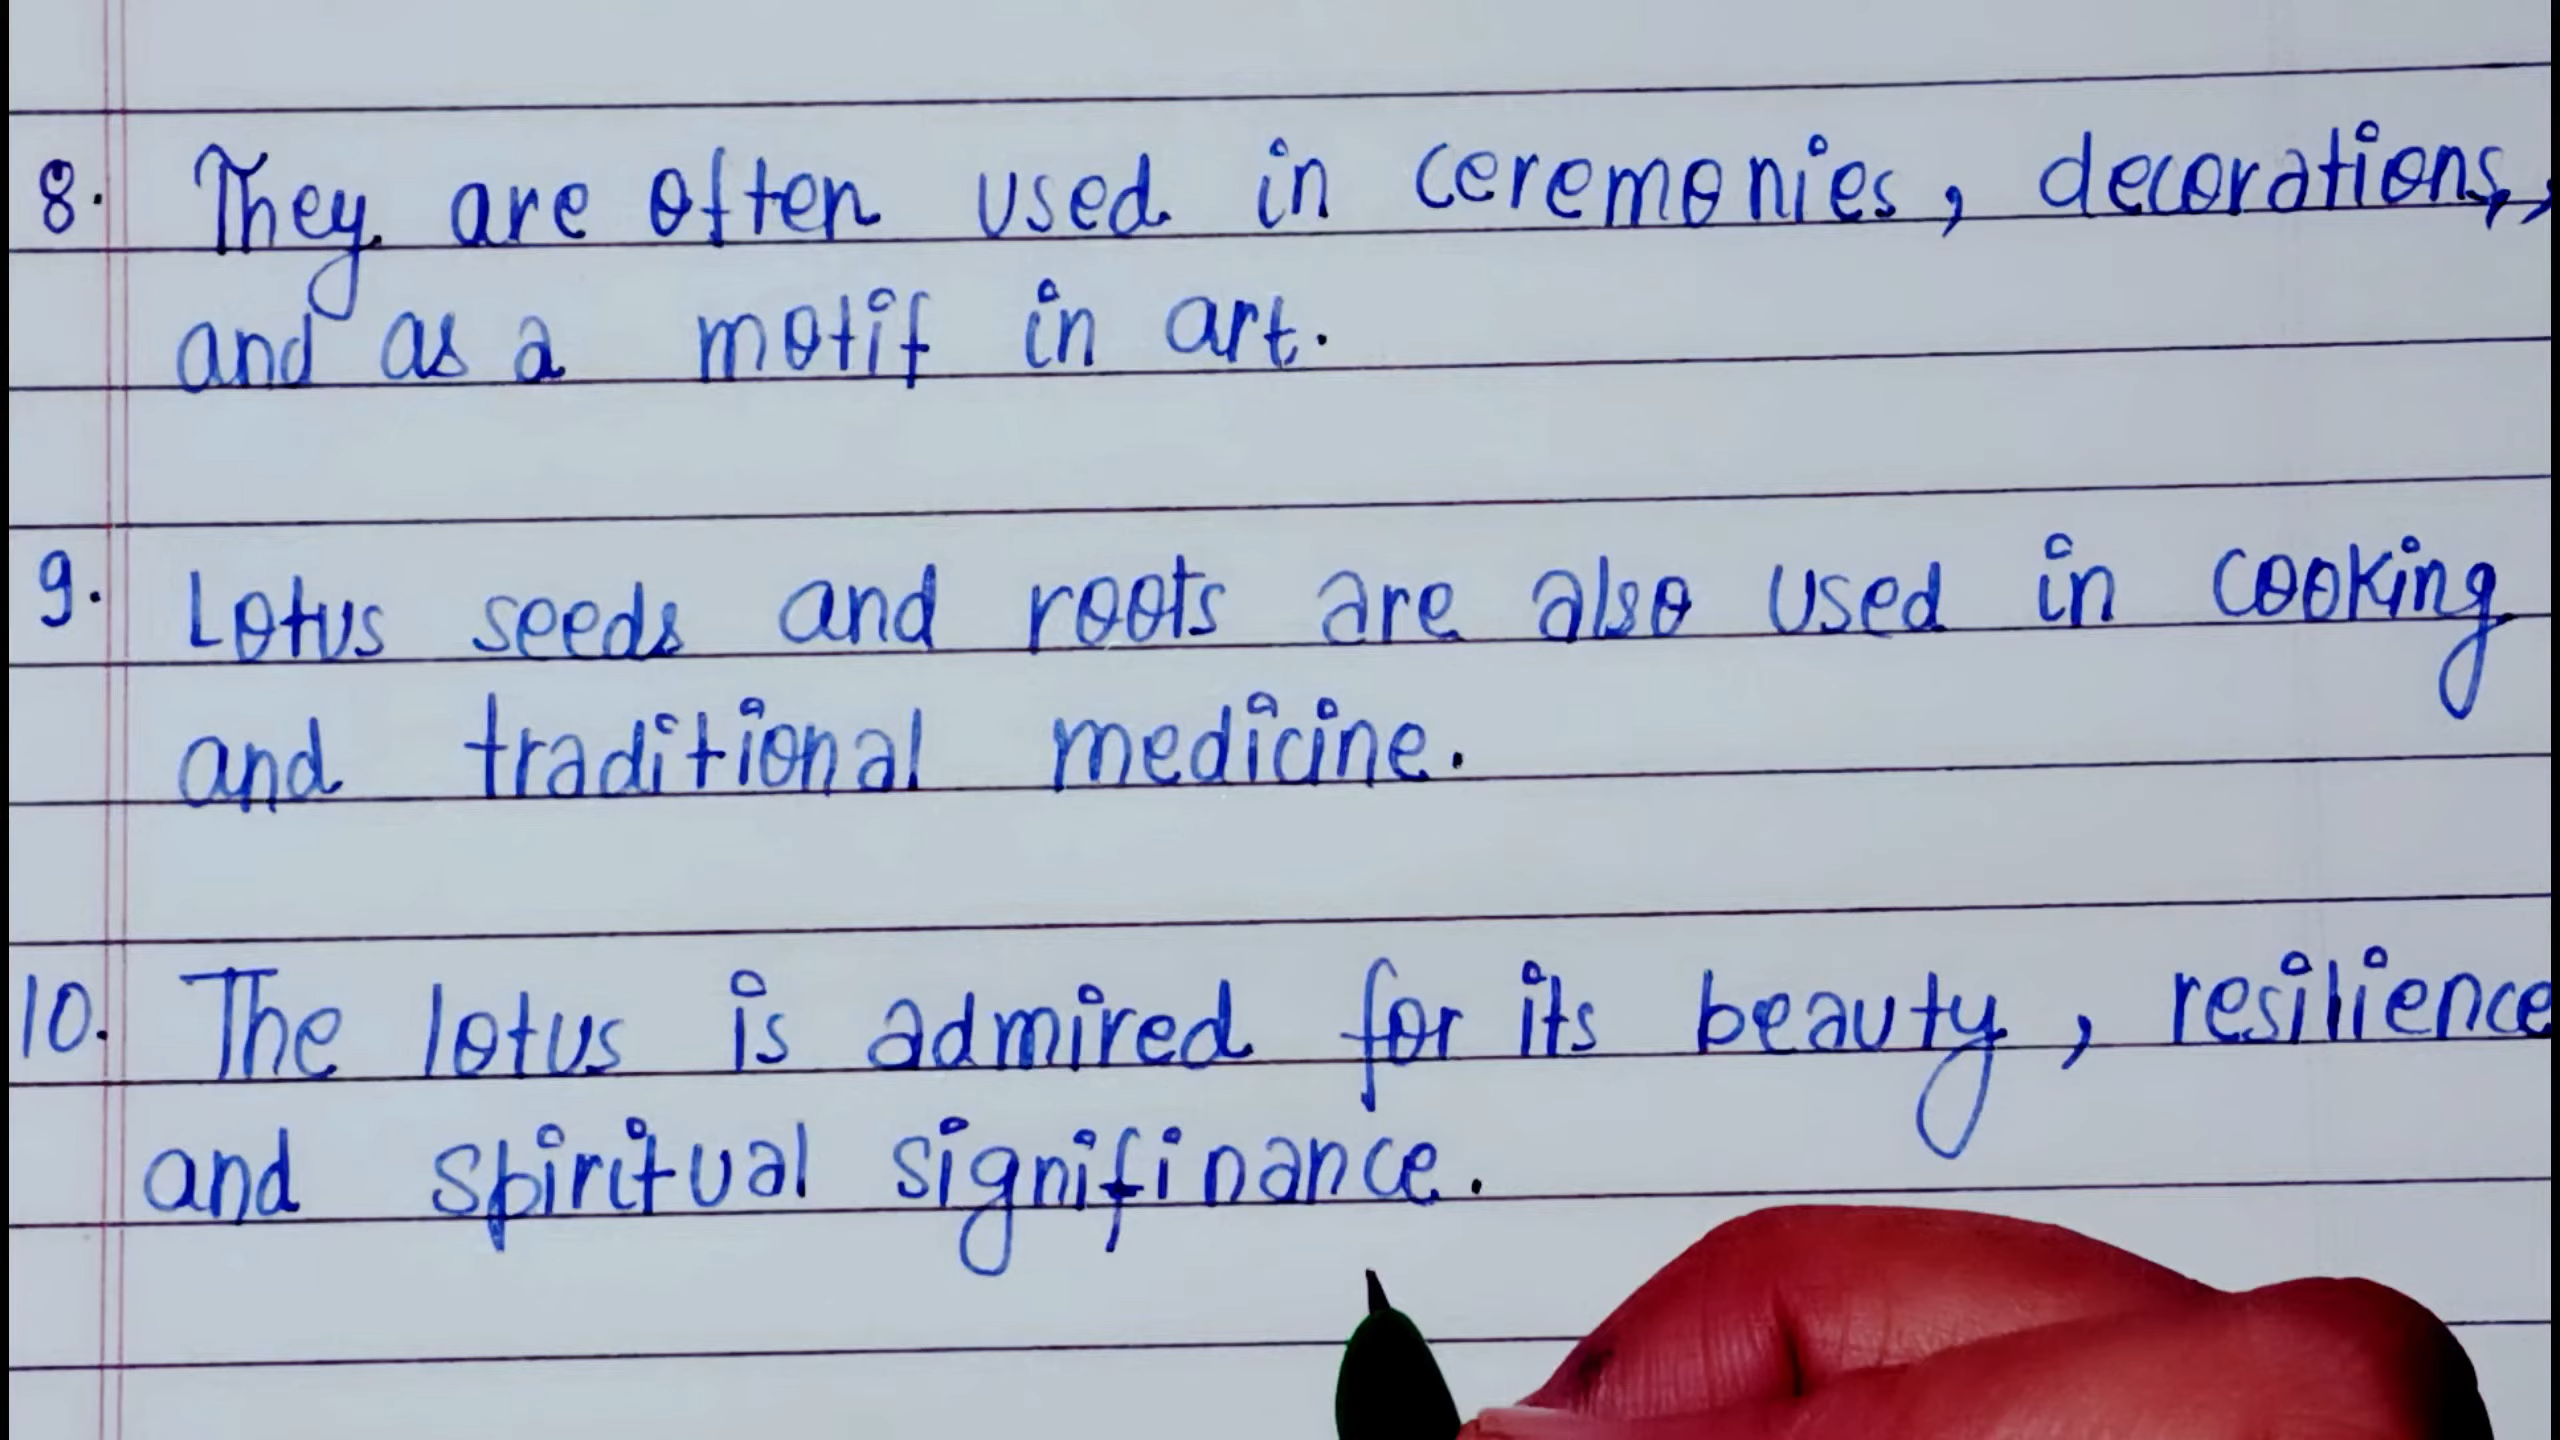 8. They are often used in ceremonies, decorations,
and as a motif in art.
9. Lotus seeds and roots are also used in cooking
and traditional medicine.
10. The lotus is admired for its beauty, resilience
and spiritual signifinance.